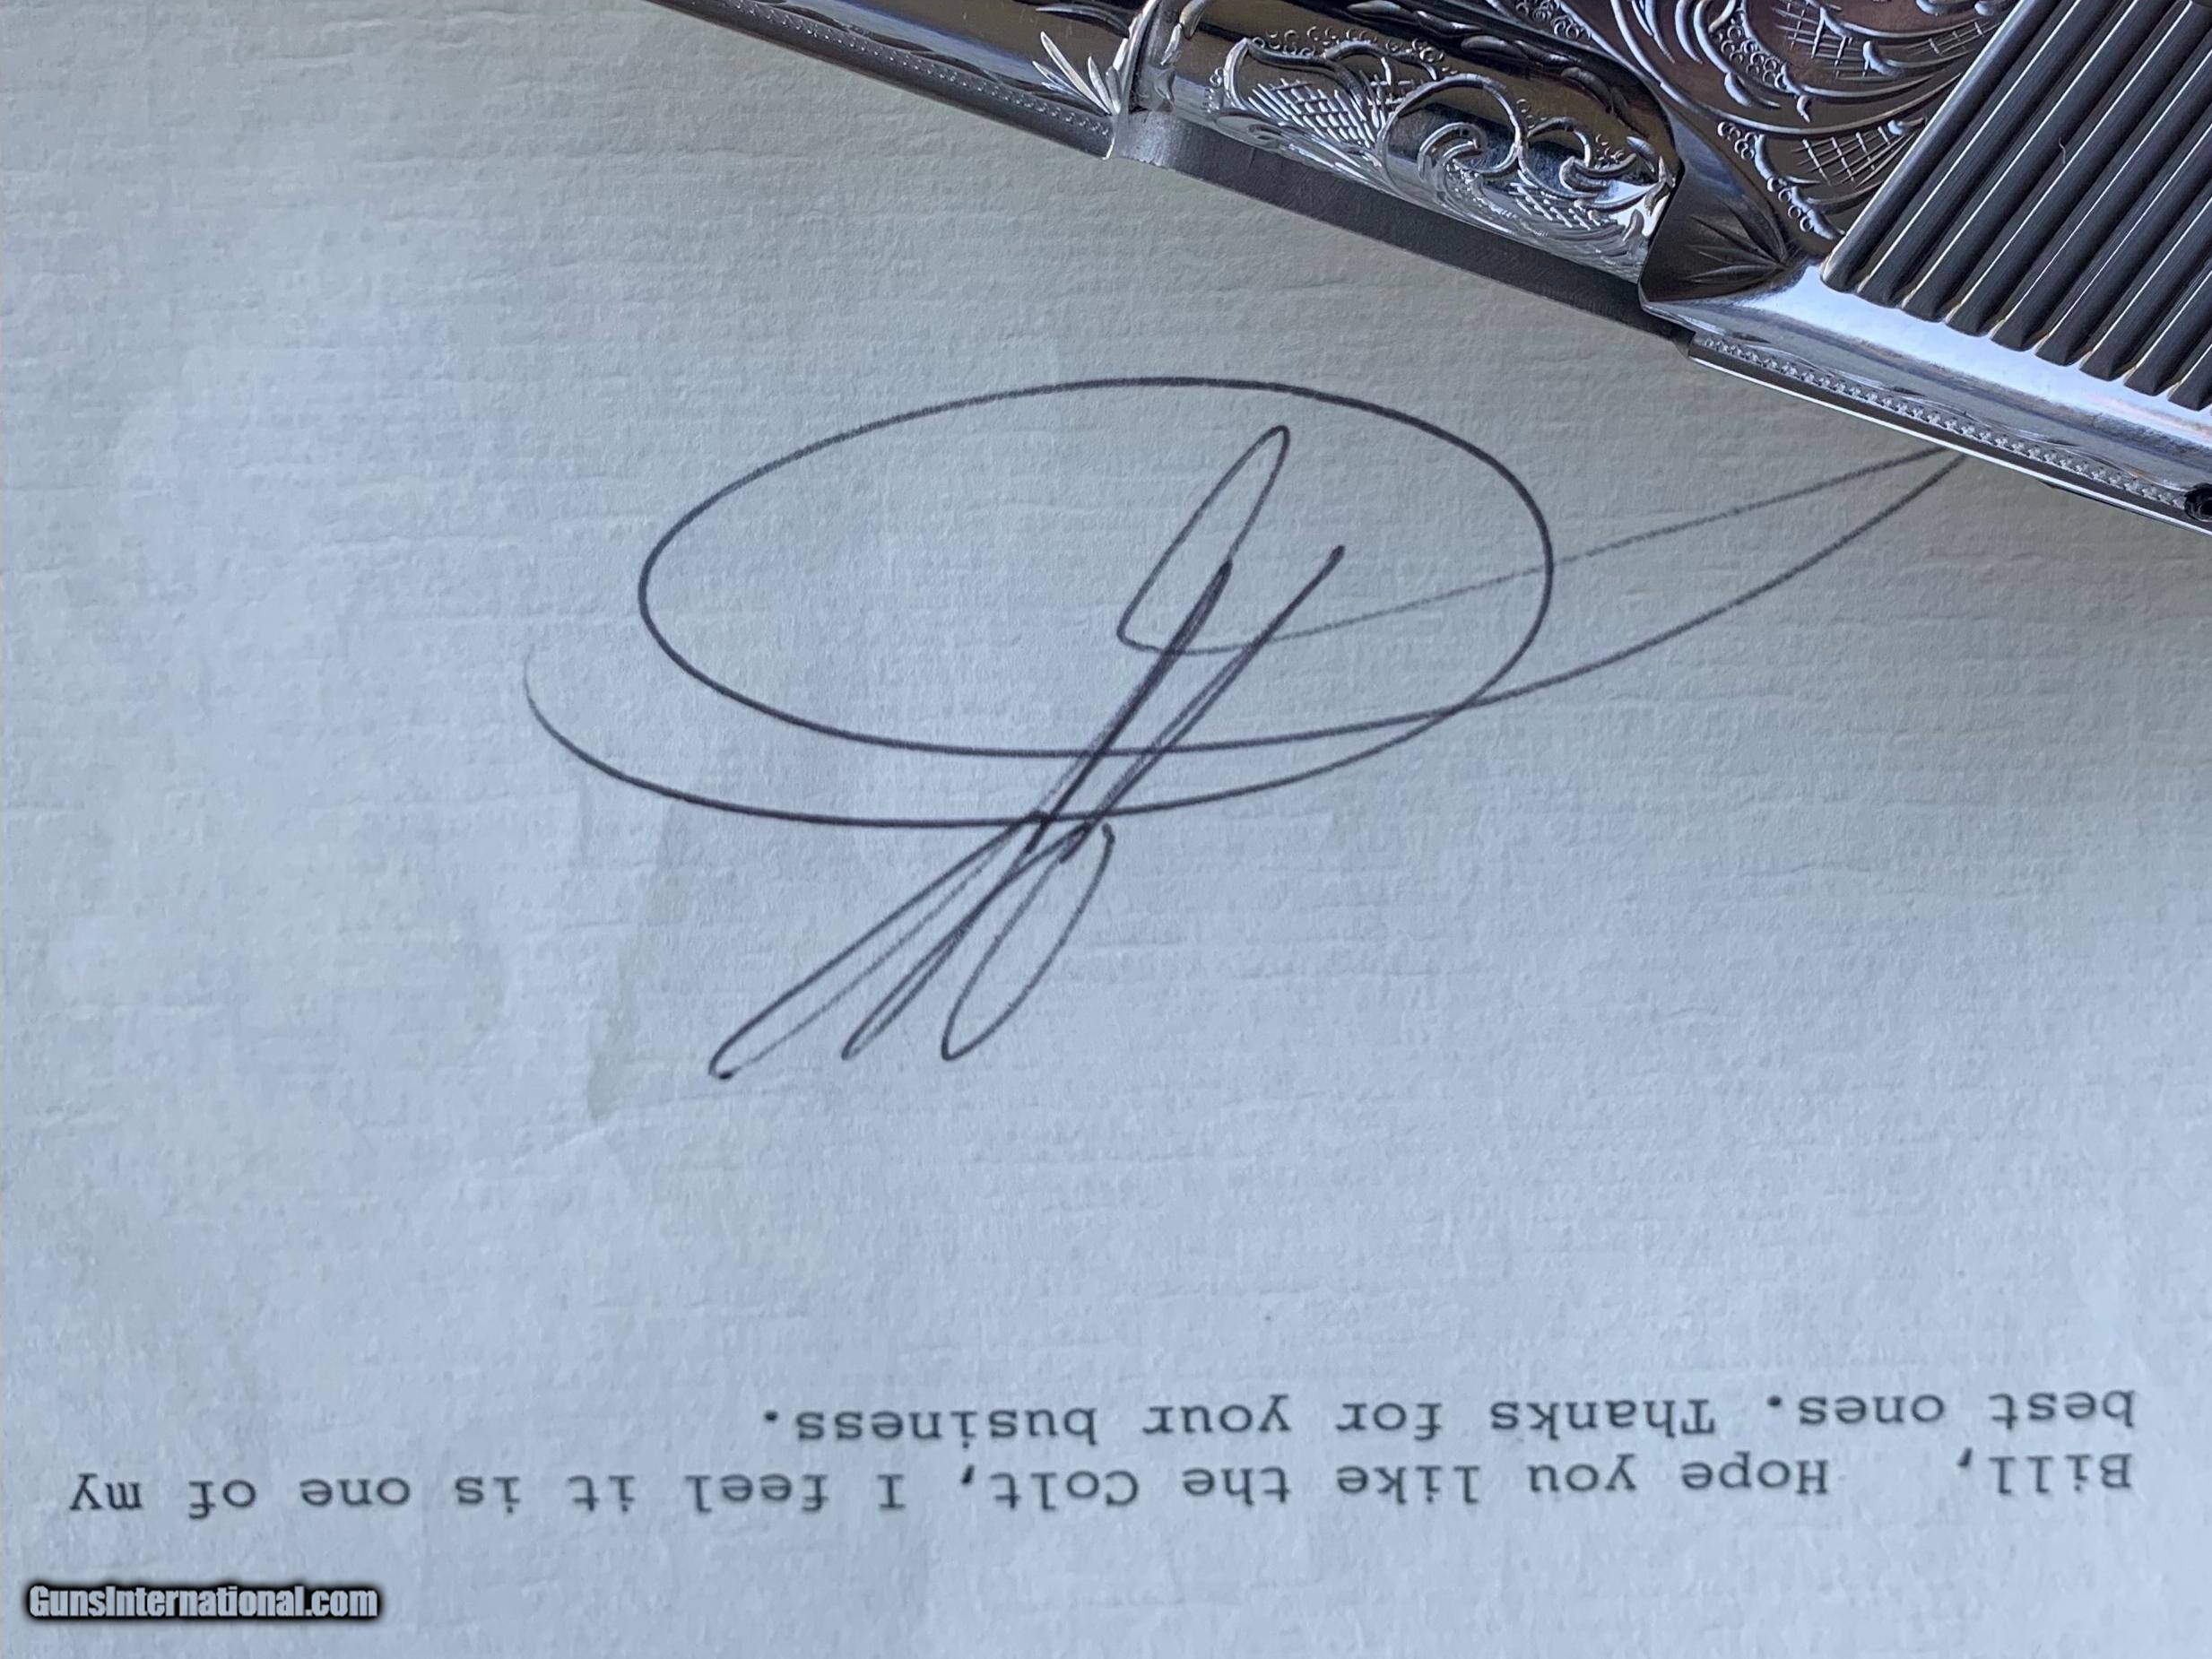 Bill,  Hope you like the Colt, I feel it is one of my
best ones. Thanks for your business.
GunsInternational.com